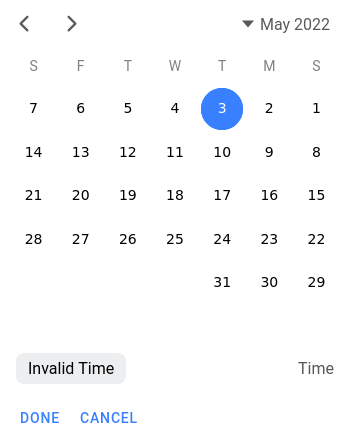 May 2022
S F T W T M S
7 6 5 4 3 2 1
14 13 12 11 10 9 8
21 20 19 18 17 16 15
28 27 26 25 24 23 22
31 30 29
Invalid Time Time
DONE CANCEL